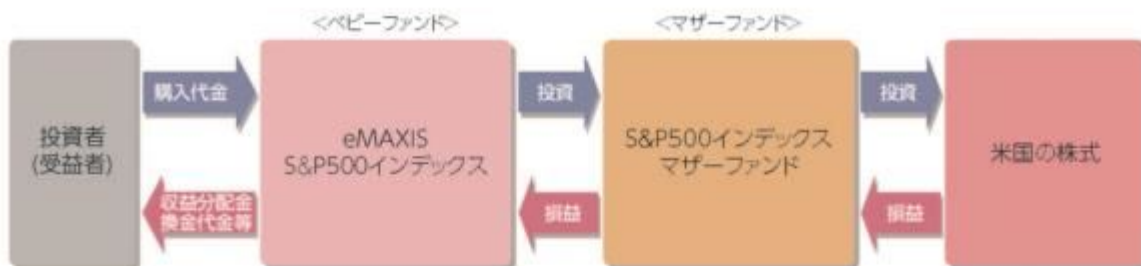 <ベビーファンド>
<マザーファンド>
投資者
(受益者)
購入代金
収益分配金
換金代金等
eMAXIS
S&P500インデックス
投資
損益
S&P500インデックス
マザーファンド
投資
損益
米国の株式